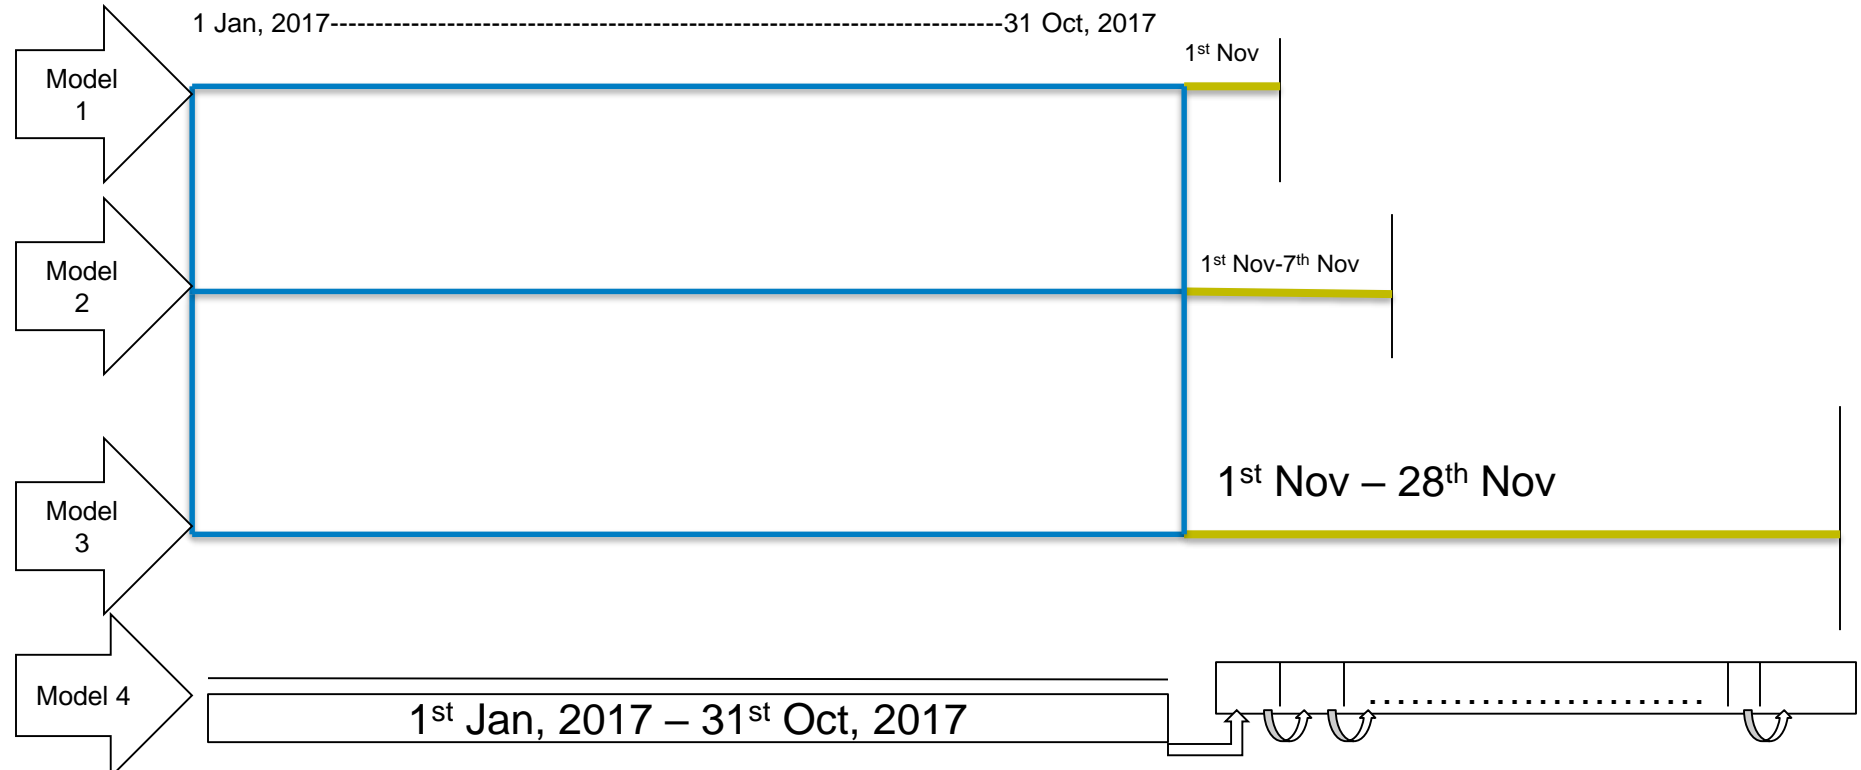 1 Jan, 2017---------------------------------------------------------------------------31 Oct, 2017
1st Nov
Model
1
1st Nov-7th Nov
Model
2
1st Nov – 28th Nov
Model
3
Model 4
1st Jan, 2017 – 31st Oct, 2017